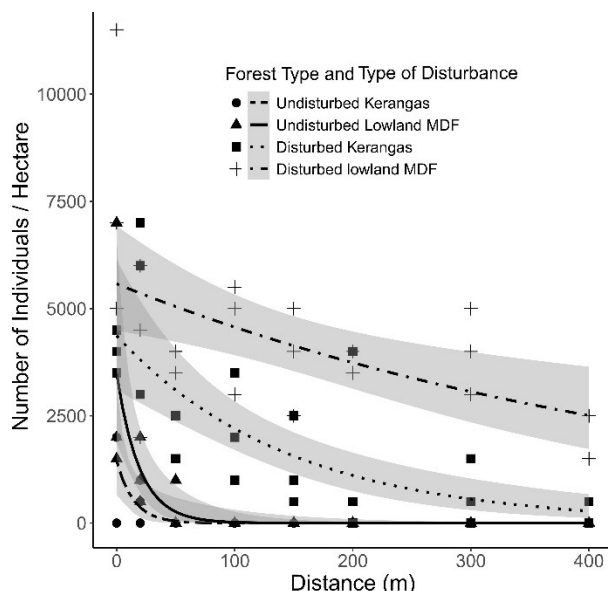 Number of Individuals / Hectare
10000
7500
5000
2500
0
Forest Type and Type of Disturbance
Undisturbed Kerangas
Undisturbed Lowland MDF
Disturbed Kerangas
Disturbed lowland MDF
0 100 200 300 400
Distance (m)